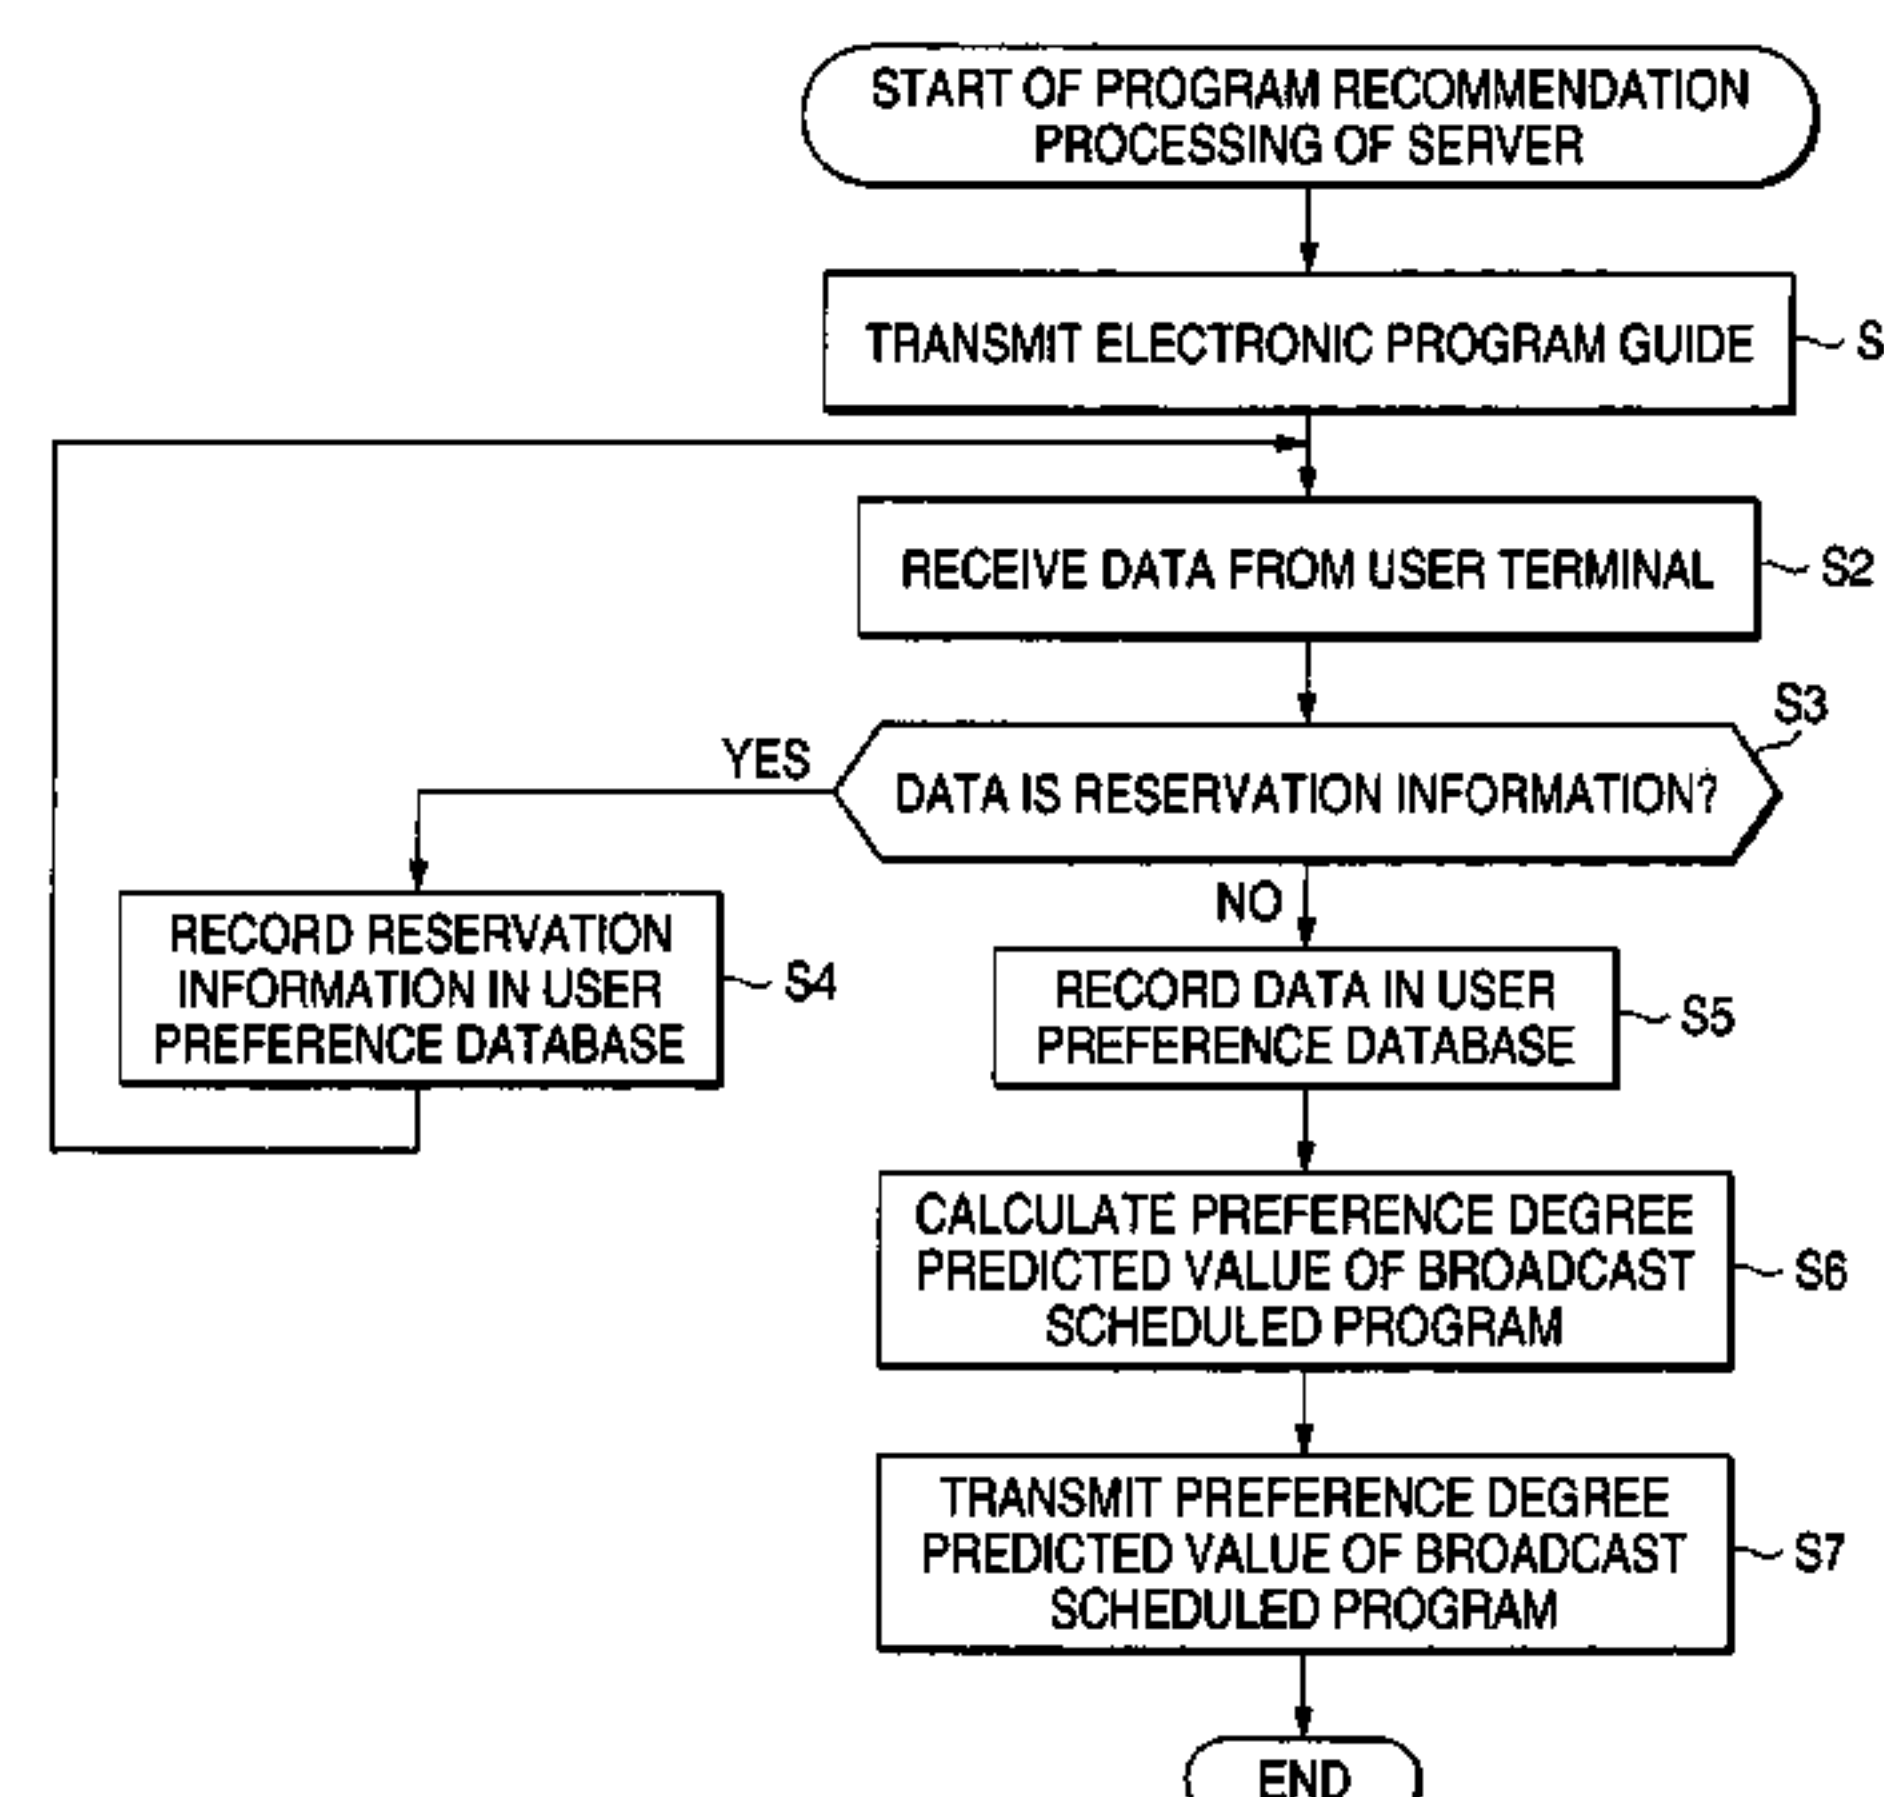 START OF PROGRAM RECOMMENDATION
PROCESSING OF SERVER
TRANSMIT ELECTRONIC PROGRAM GUIDE
S
RECEIVE DATA FROM USER TERMINAL
S2
S3
YES
DATA IS RESERVATION INFORMATION?
NO
RECORD RESERVATION
INFORMATION IN USER
PREFERENCE DATABASE
S4
RECORD DATA IN USER
PREFERENCE DATABASE
S5
CALCULATE PREFERENCE DEGREE
PREDICTED VALUE OF BROADCAST
SCHEDULED PROGRAM
S6
TRANSMIT PREFERENCE DEGREE
PREDICTED VALUE OF BROADCAST
SCHEDULED PROGRAM
S7
END